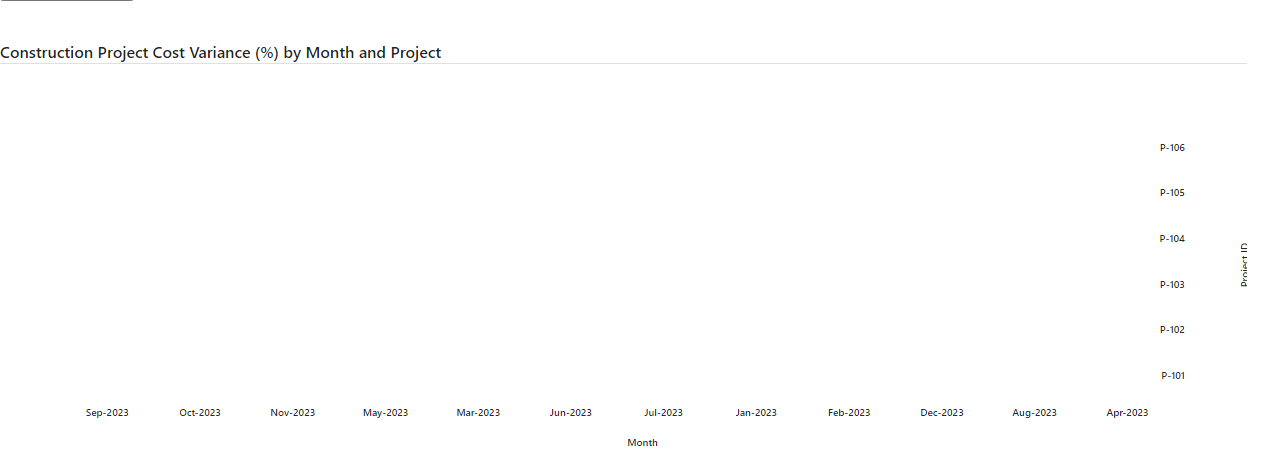 Construction Project Cost Variance (%) by Month and Project
P-106
P-105
P-104
Project ID
P-103
P-102
P-101
Sep-2023 Oct-2023 Nov-2023 May-2023 Mar-2023 Jun-2023 Jul-2023 Jan-2023 Feb-2023 Dec-2023 Aug-2023 Apr-2023
Month